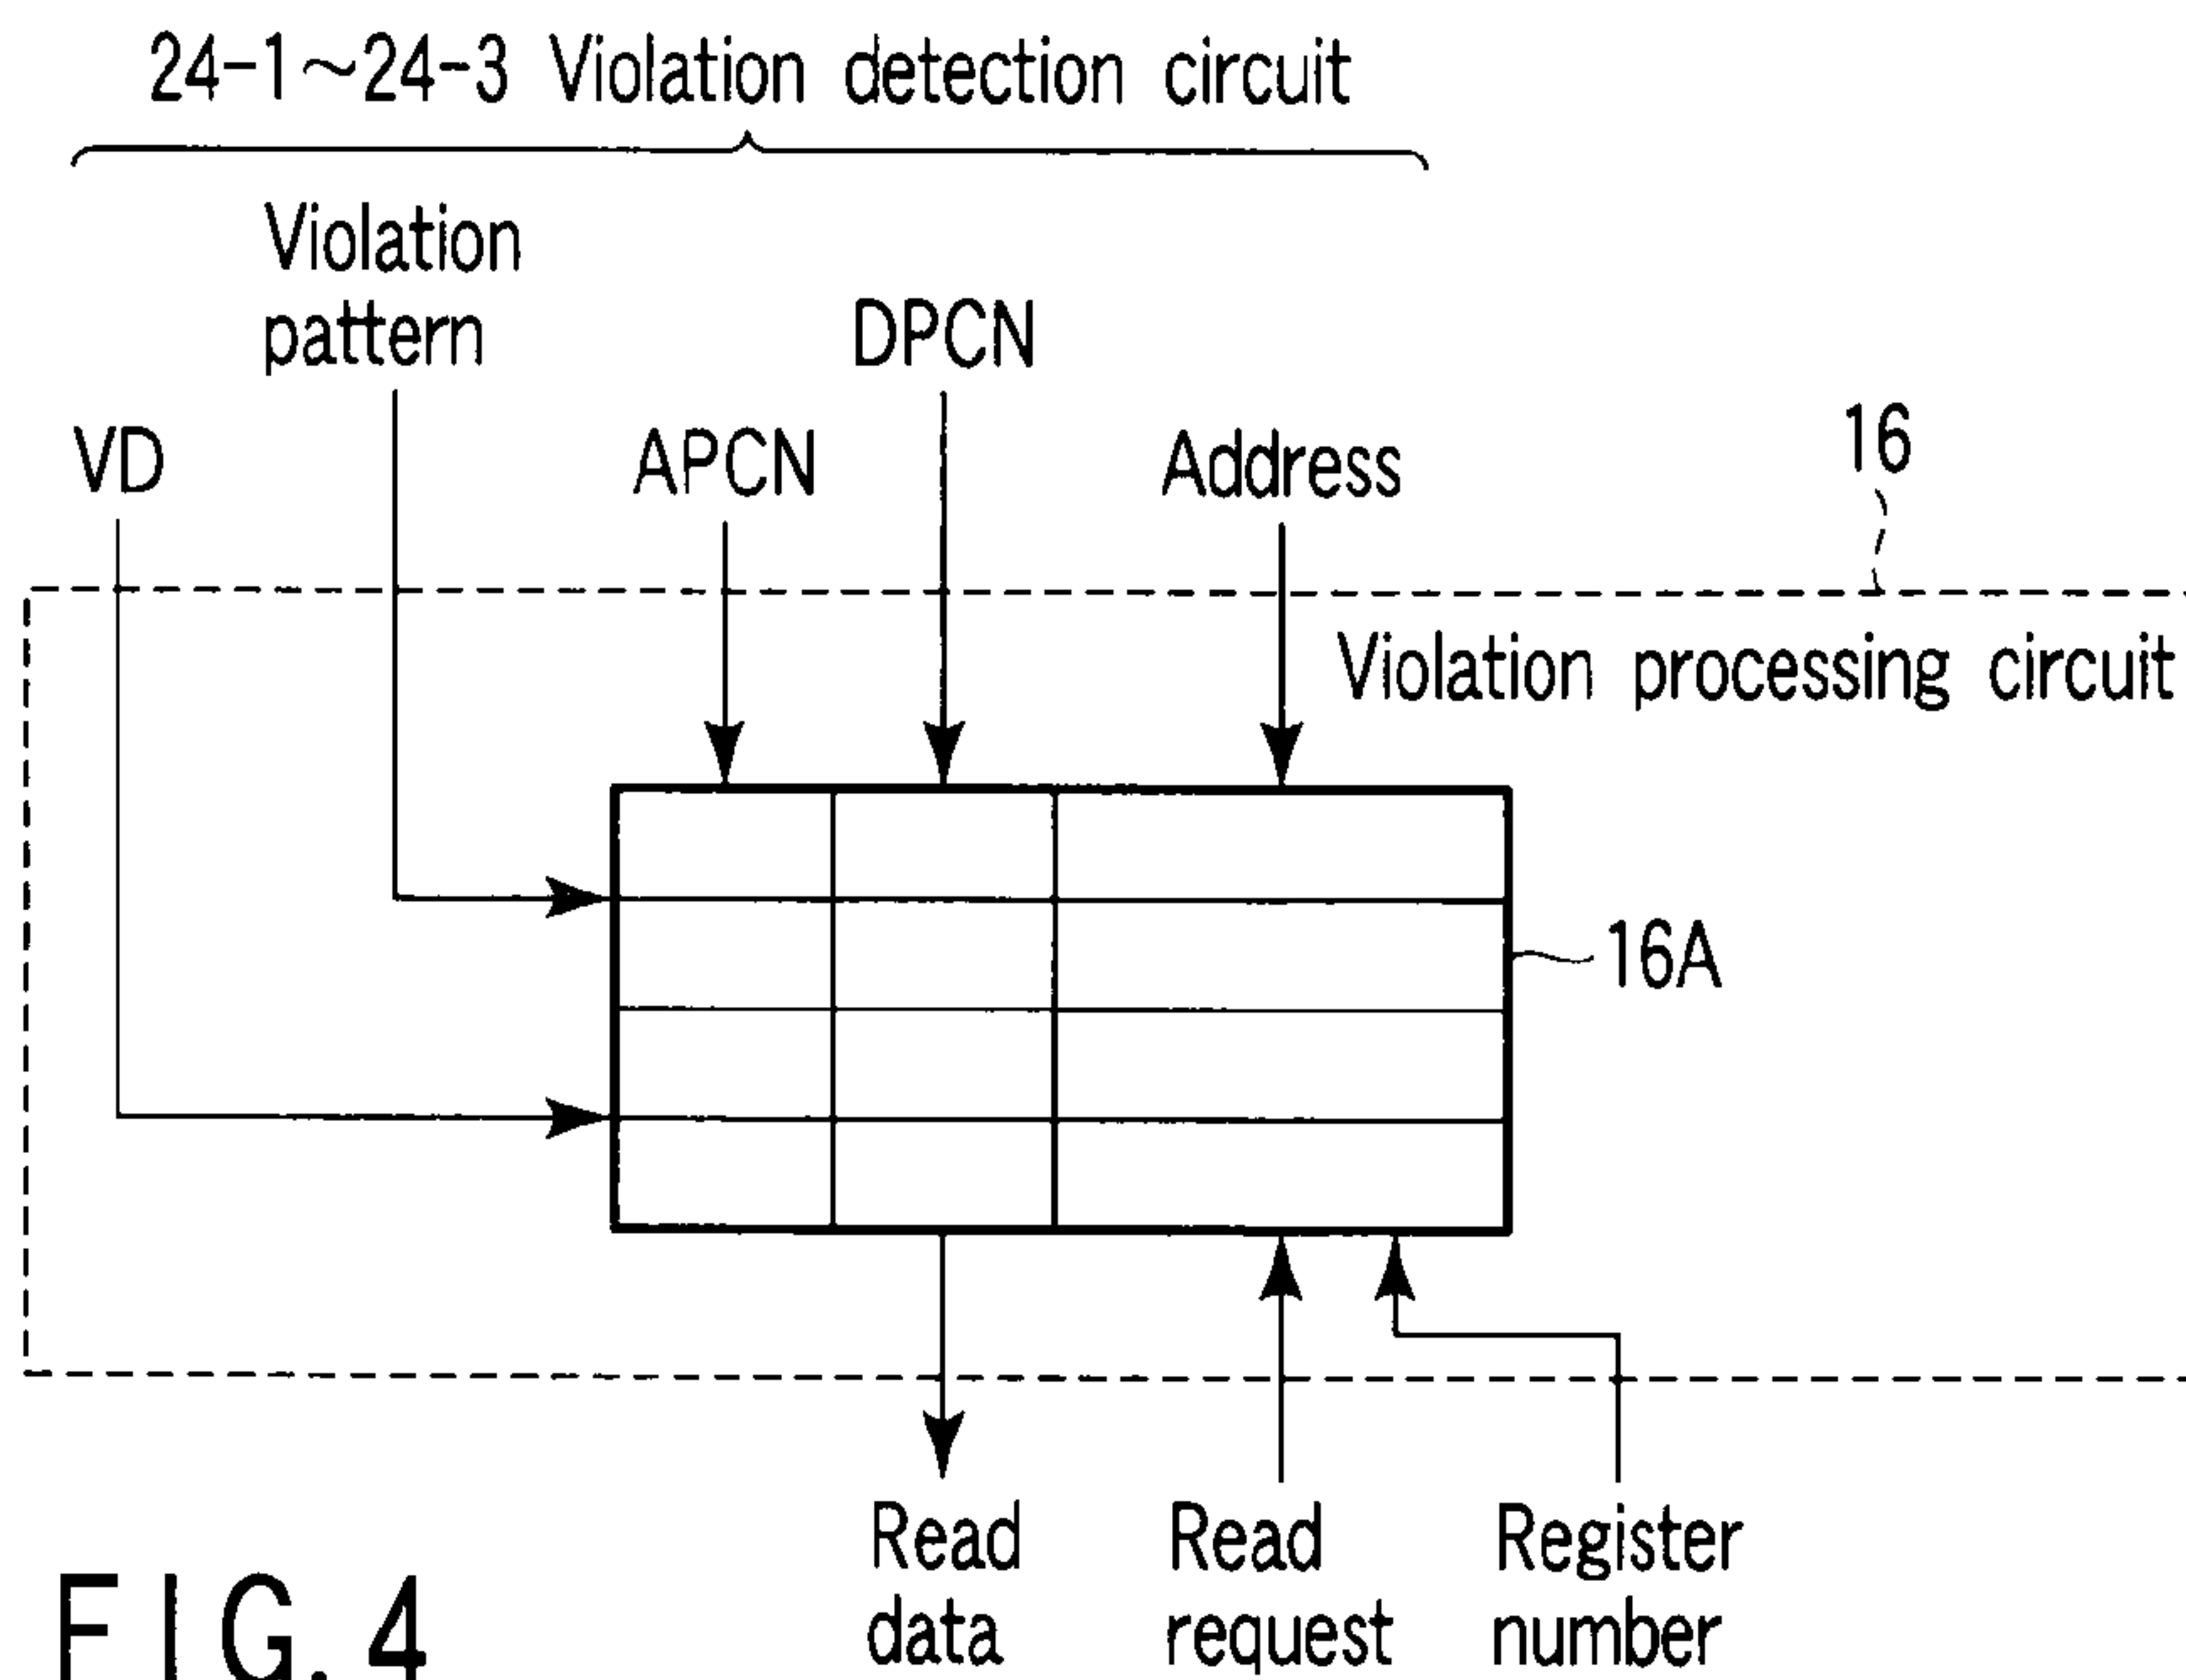 24-1~24-3 Violation detection circuit
Violation
pattern
DPCN
VD
APCN
Address
16
Violation processing circuit
16A
Read
data
Read
request
Register
number
FIG. 4